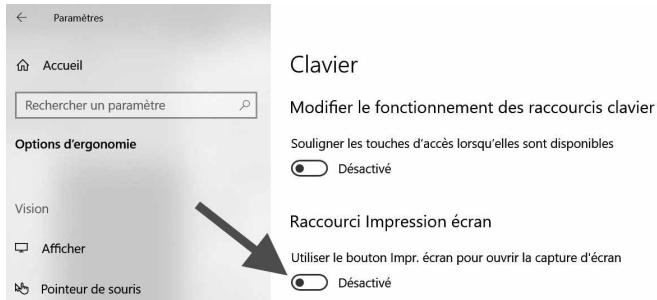 Paramètres
Accueil
Rechercher un paramètre
Options d'ergonomie
Vision
Afficher
Pointeur de souris
Clavier
Modifier le fonctionnement des raccourcis clavier
Souligner les touches d'accès lorsqu'elles sont disponibles
Désactivé
Raccourci Impression écran
Utiliser le bouton Impr. écran pour ouvrir la capture d'écran
Désactivé